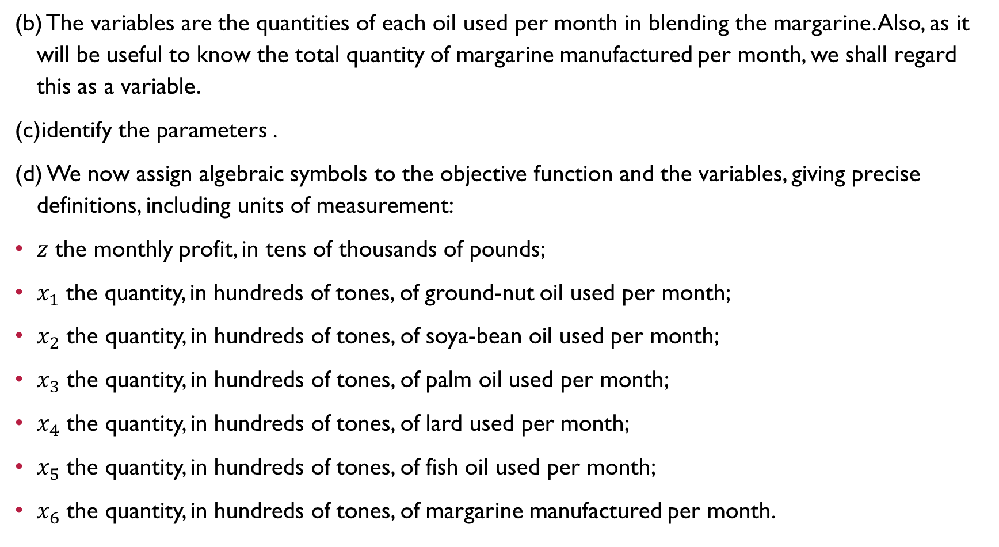 (b) The variables are the quantities of each oil used per month in blending the margarine. Also, as it
will be useful to know the total quantity of margarine manufactured per month, we shall regard
this as a variable.
(c)identify the parameters .
(d) We now assign algebraic symbols to the objective function and the variables, giving precise
definitions, including units of measurement:
• z the monthly profit, in tens of thousands of pounds;
• x₁ the quantity, in hundreds of tones, of ground-nut oil used per month;
• x₂ the quantity, in hundreds of tones, of soya-bean oil used per month;
• x₃ the quantity, in hundreds of tones, of palm oil used per month;
• x₄ the quantity, in hundreds of tones, of lard used per month;
• x₅ the quantity, in hundreds of tones, of fish oil used per month;
• x₆ the quantity, in hundreds of tones, of margarine manufactured per month.